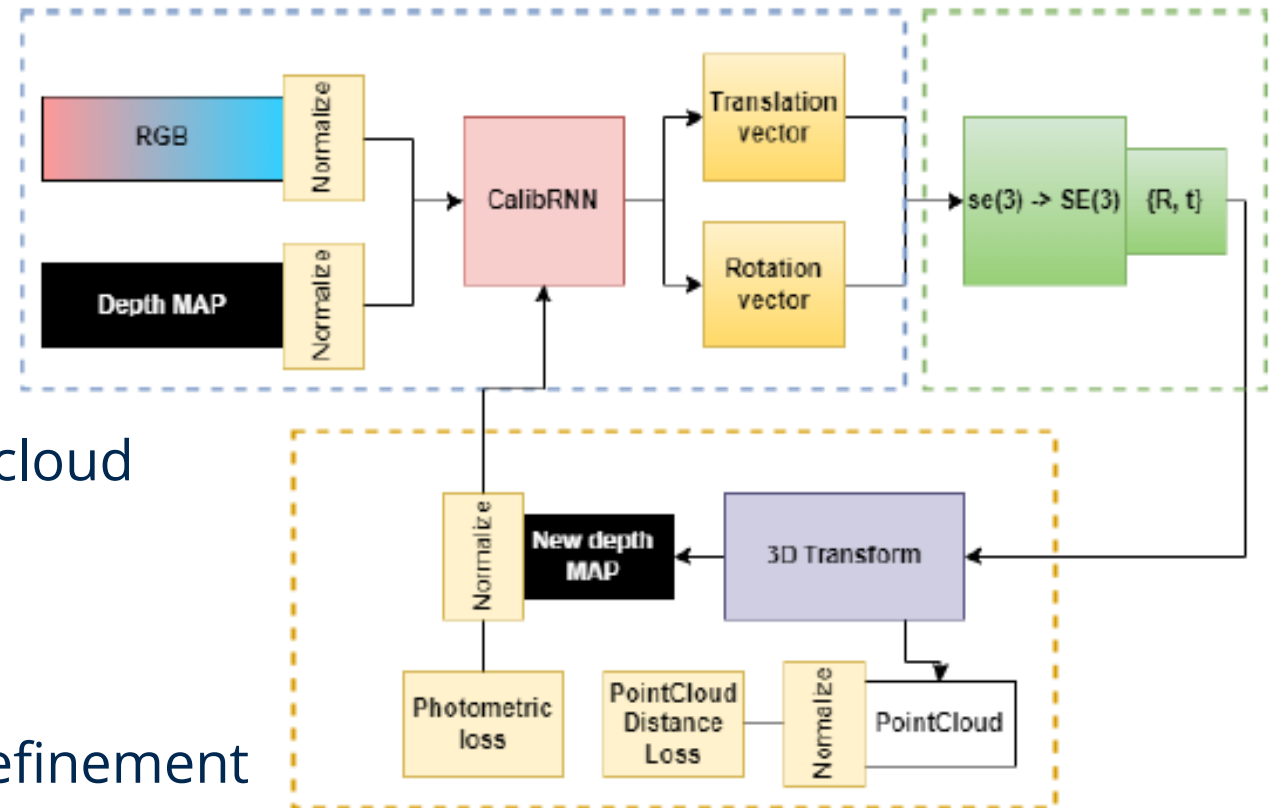 RGB
Normalize
Depth MAP
Normalize
CalibRNN
Translation
vector
Rotation
vector
se(3) -> SE(3)
{R, t}
cloud
Normalize
New depth
MAP
3D Transform
Photometric
loss
PointCloud
Distance
Loss
Normalize
PointCloud
efinement